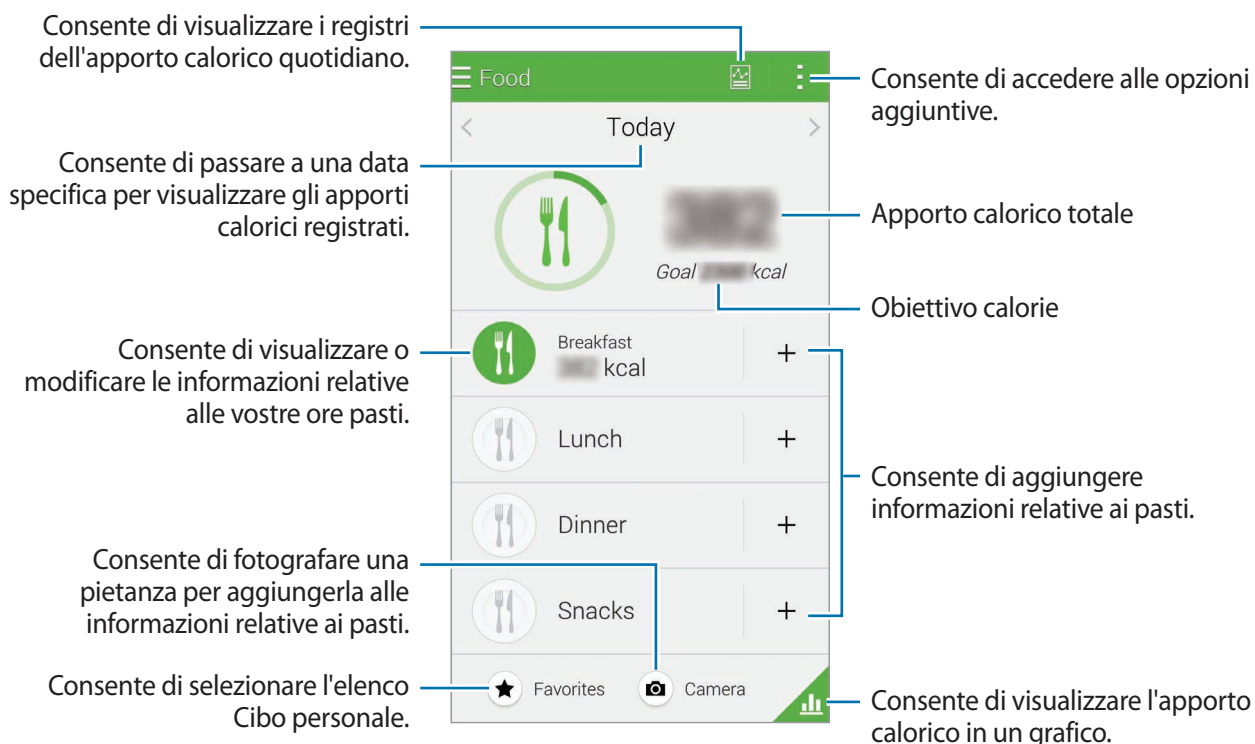 Consente di visualizzare i registri
dell'apporto calorico quotidiano.
Consente di passare a una data
specifica per visualizzare gli apporti
calorici registrati.
Consente di visualizzare o
modificare le informazioni relative
alle vostre ore pasti.
Consente di fotografare una
pietanza per aggiungerla alle
informazioni relative ai pasti.
Consente di selezionare l'elenco
Cibo personale.
Food
Today
Goal kcal
Breakfast
kcal
Lunch
Dinner
Snacks
Favorites
Camera
Consente di accedere alle opzioni
aggiuntive.
Apporto calorico totale
Obiettivo calorie
Consente di aggiungere
informazioni relative ai pasti.
Consente di visualizzare l'apporto
calorico in un grafico.